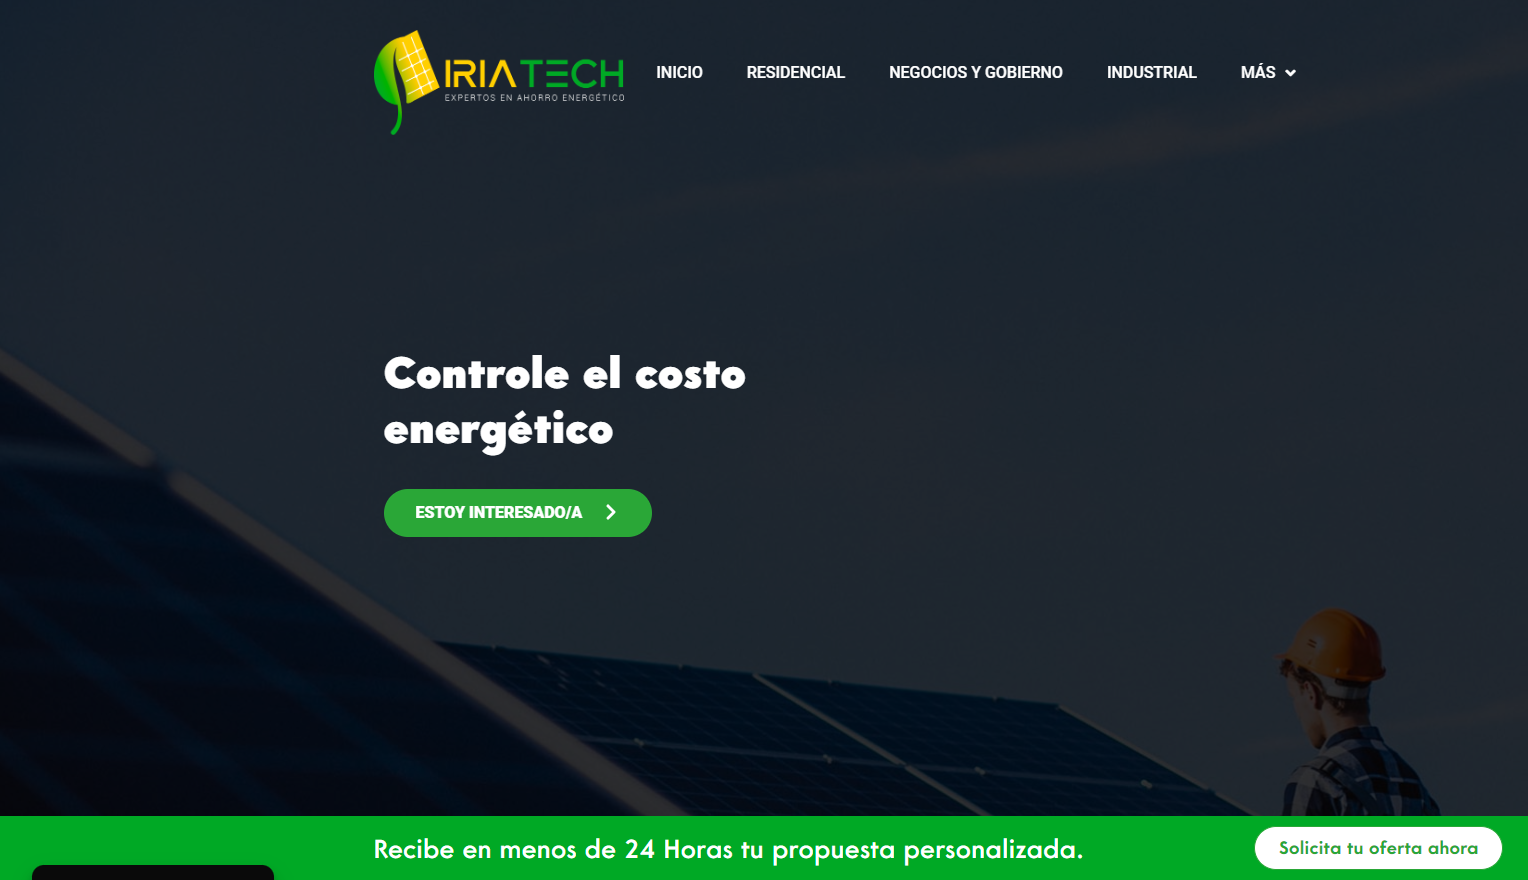 IRIATECH
EXPERTOS EN AHORRO ENERGÉTICO
INICIO
RESIDENCIAL
NEGOCIOS Y GOBIERNO
INDUSTRIAL
MÁS
Controle el costo
energético
ESTOY INTERESADO/A
Recibe en menos de 24 Horas tu propuesta personalizada.
Solicita tu oferta ahora